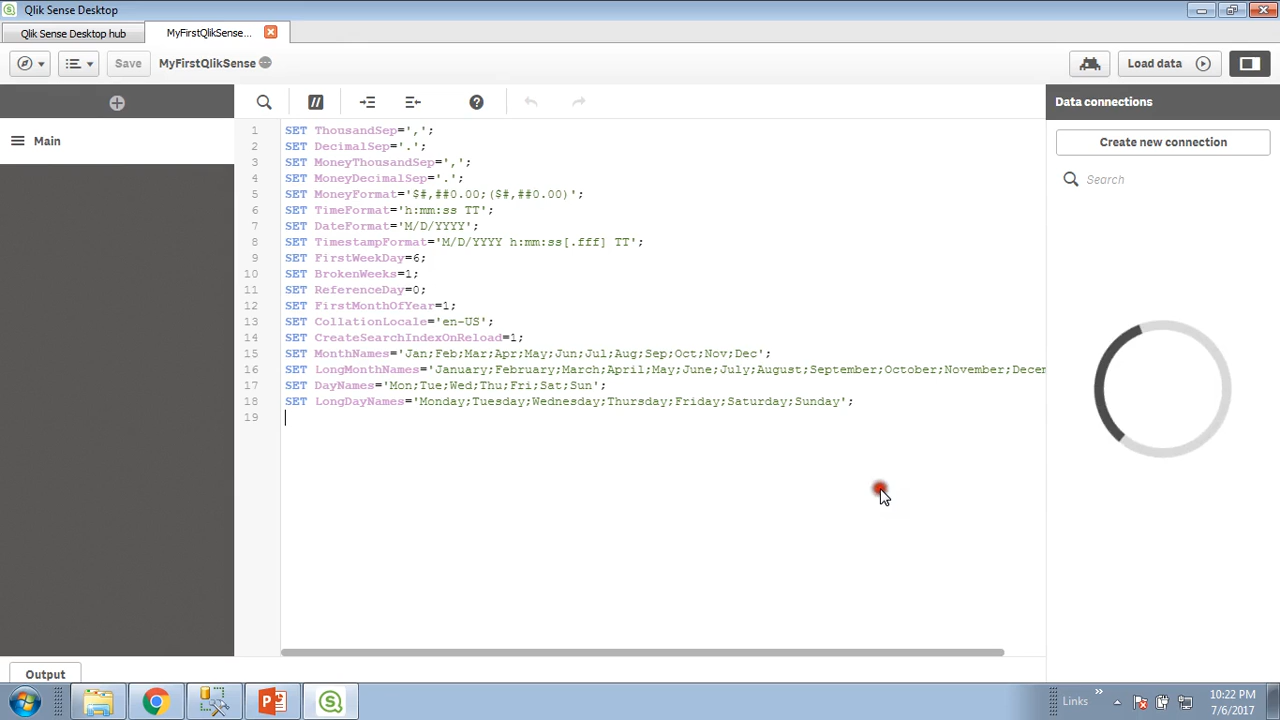 Qlik Sense Desktop
Qlik Sense Desktop hub
MyFirstQlikSense...
Save
MyFirstQlikSense
Load data
Data connections
Main
Create new connection
Search
1 SET ThousandSep=',';
2 SET DecimalSep='.';
3 SET MoneyThousandSep=',';
4 SET MoneyDecimalSep='.';
5 SET MoneyFormat='$#,##0.00;($#,##0.00)';
6 SET TimeFormat='h:mm:ss TT';
7 SET DateFormat='M/D/YYYY';
8 SET TimestampFormat='M/D/YYYY h:mm:ss[.fff] TT';
9 SET FirstWeekDay=6;
10 SET BrokenWeeks=1;
11 SET ReferenceDay=0;
12 SET FirstMonthOfYear=1;
13 SET CollationLocale='en-US';
14 SET CreateSearchIndexOnReload=1;
15 SET MonthNames='Jan;Feb;Mar;Apr;May;Jun;Jul;Aug;Sep;Oct;Nov;Dec';
16 SET LongMonthNames='January;February;March;April;May;June;July;August;September;October;November;Decem
17 SET DayNames='Mon;Tue;Wed;Thu;Fri;Sat;Sun';
18 SET LongDayNames='Monday;Tuesday;Wednesday;Thursday;Friday;Saturday;Sunday';
19
Output
Links
10:22 PM
7/6/2017